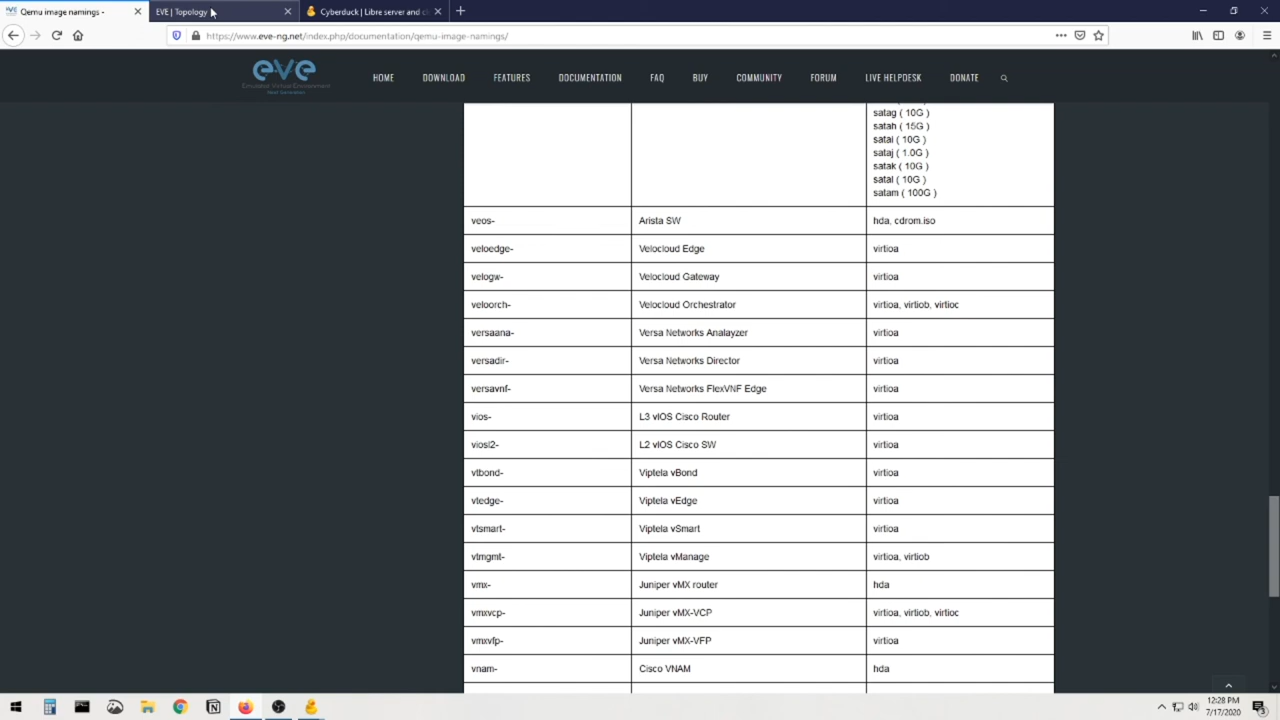 Qemu image namings -
EVE | Topology
Cyberduck | Libre server and cl
https://www.eve-ng.net/index.php/documentation/qemu-image-namings/
eve
Emulated Virtual Environment
Next Generation
HOME
DOWNLOAD
FEATURES
DOCUMENTATION
FAQ
BUY
COMMUNITY
FORUM
LIVE HELPDESK
DONATE
satag ( 10G )
satah ( 15G )
satai ( 10G )
sataj ( 1.0G )
satak ( 10G )
satal ( 10G )
satam ( 100G )
veos- Arista SW hda, cdrom.iso
veloedge- Velocloud Edge virtioa
velogw- Velocloud Gateway virtioa
veloorch- Velocloud Orchestrator virtioa, virtiob, virtioc
versaana- Versa Networks Analayzer virtioa
versadir- Versa Networks Director virtioa
versavnf- Versa Networks FlexVNF Edge virtioa
vios- L3 vIOS Cisco Router virtioa
viosl2- L2 vIOS Cisco SW virtioa
vtbond- Viptela vBond virtioa
vtedge- Viptela vEdge virtioa
vtsmart- Viptela vSmart virtioa
vtmgmt- Viptela vManage virtioa, virtiob
vmx- Juniper vMX router hda
vmxvcp- Juniper vMX-VCP virtioa, virtiob, virtioc
vmxvfp- Juniper vMX-VFP virtioa
vnam- Cisco VNAM hda
12:28 PM
7/17/2020